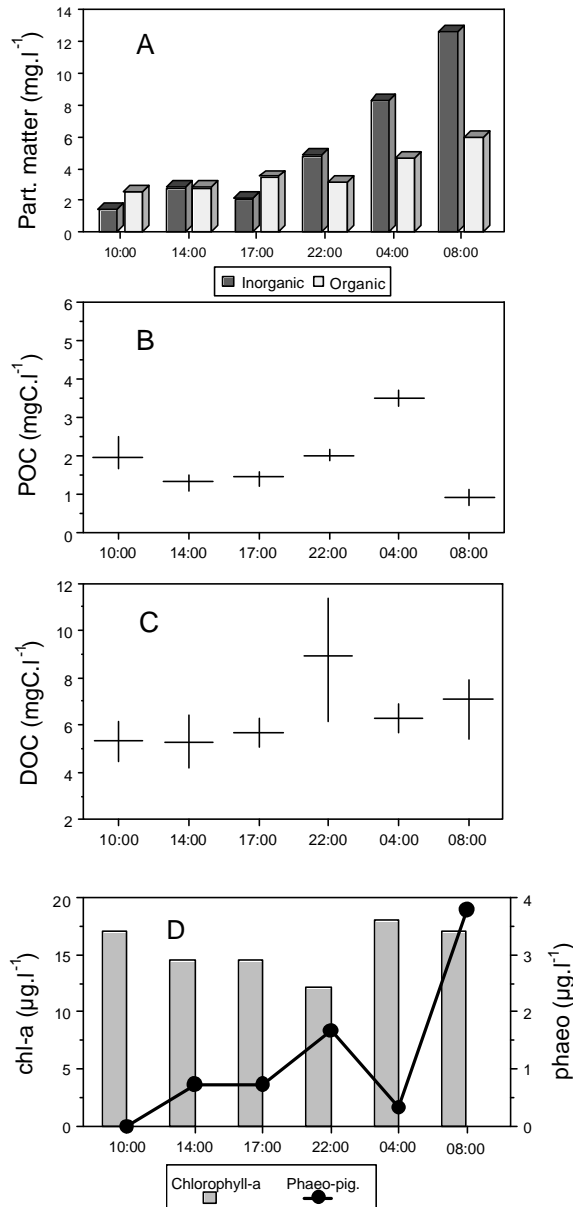 A
Part. matter (mg.l-1)
14
12
10
8
6
4
2
0
10:00 14:00 17:00 22:00 04:00 08:00
Inorganic Organic
B
POC (mgC.l-1)
6
5
4
3
2
1
0
10:00 14:00 17:00 22:00 04:00 08:00
C
DOC (mgC.l-1)
12
10
8
6
4
2
10:00 14:00 17:00 22:00 04:00 08:00
D
chl-a (µg.l-1)
20
15
10
5
0
4
3
2
1
0
phaeo (µg.l-1)
10:00 14:00 17:00 22:00 04:00 08:00
Chlorophyll-a Phaeo-pig.